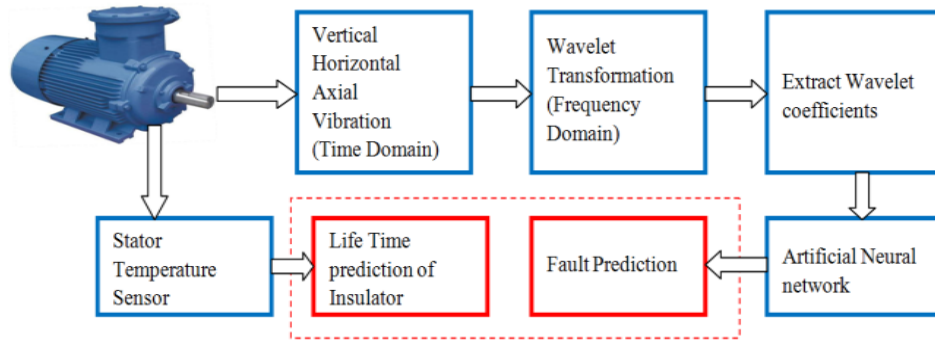 Vertical
Horizontal
Axial
Vibration
(Time Domain)
Wavelet
Transformation
(Frequency
Domain)
Extract Wavelet
coefficients
Stator
Temperature
Sensor
Life Time
prediction of
Insulator
Fault Prediction
Artificial Neural
network